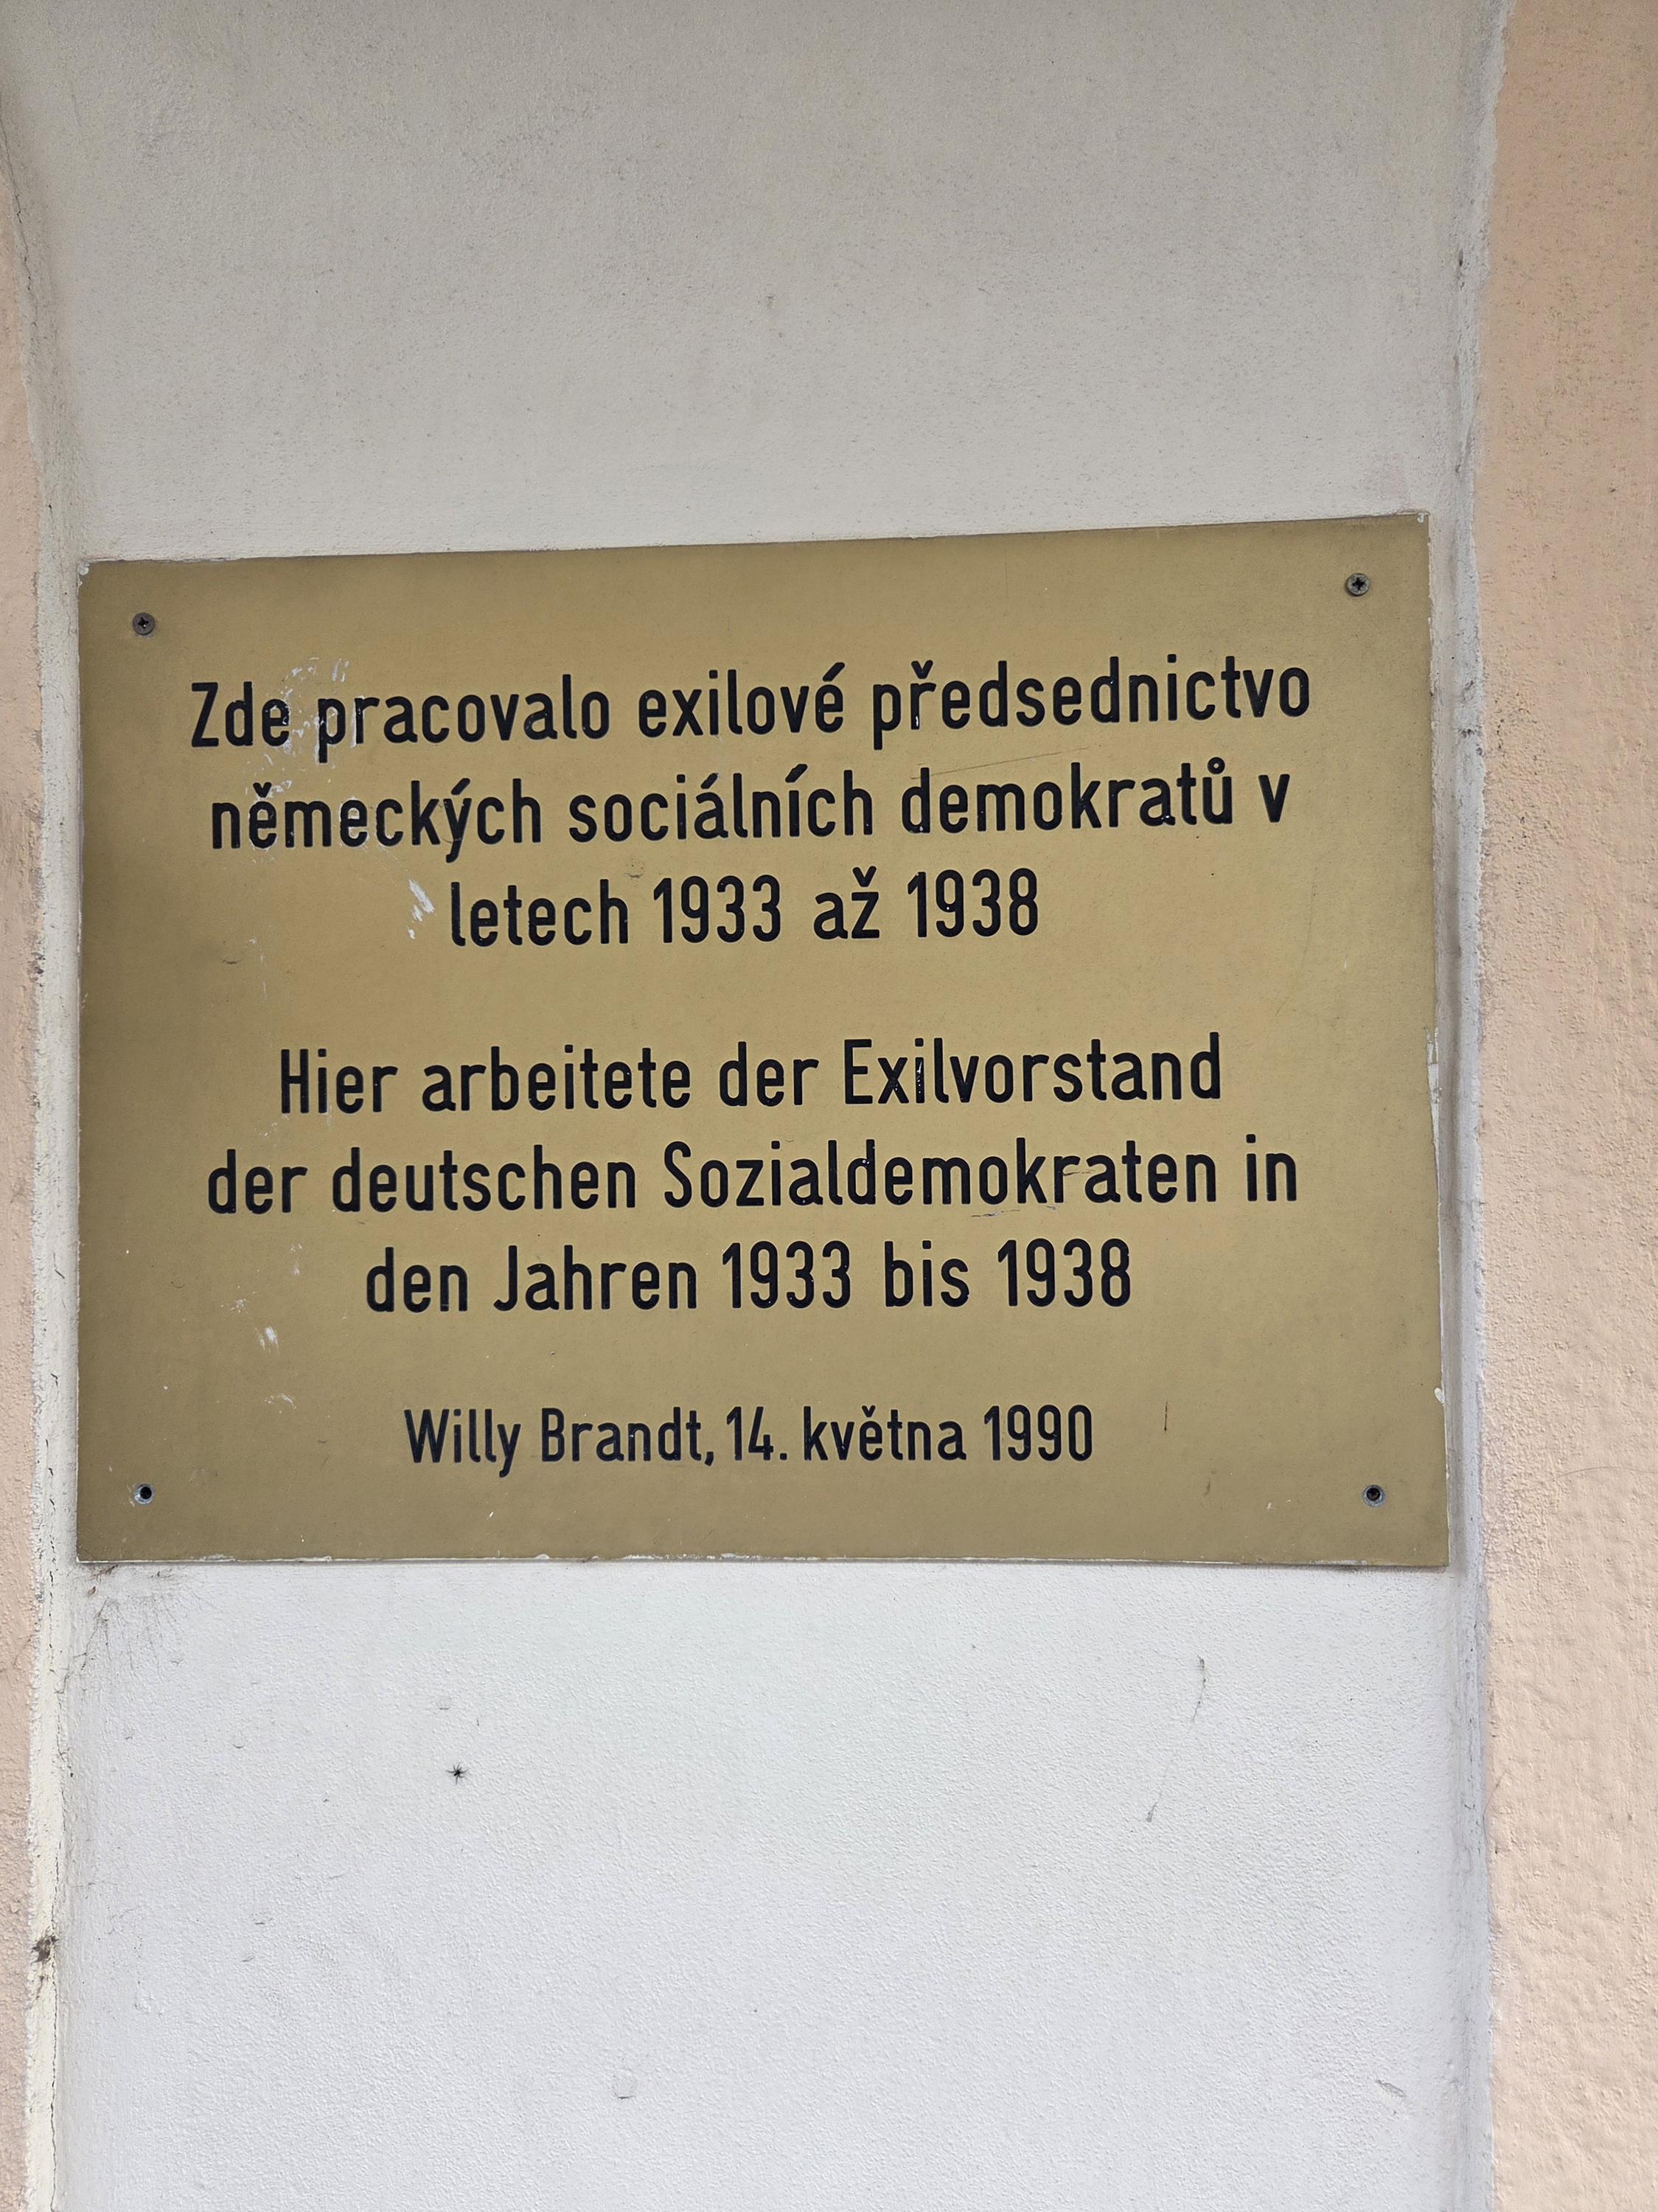 Zde pracovalo exilové předsednictvo
německých sociálních demokratů v
letech 1933 až 1938
Hier arbeitete der Exilvorstand
der deutschen Sozialdemokraten in
den Jahren 1933 bis 1938
Willy Brandt, 14. května 1990